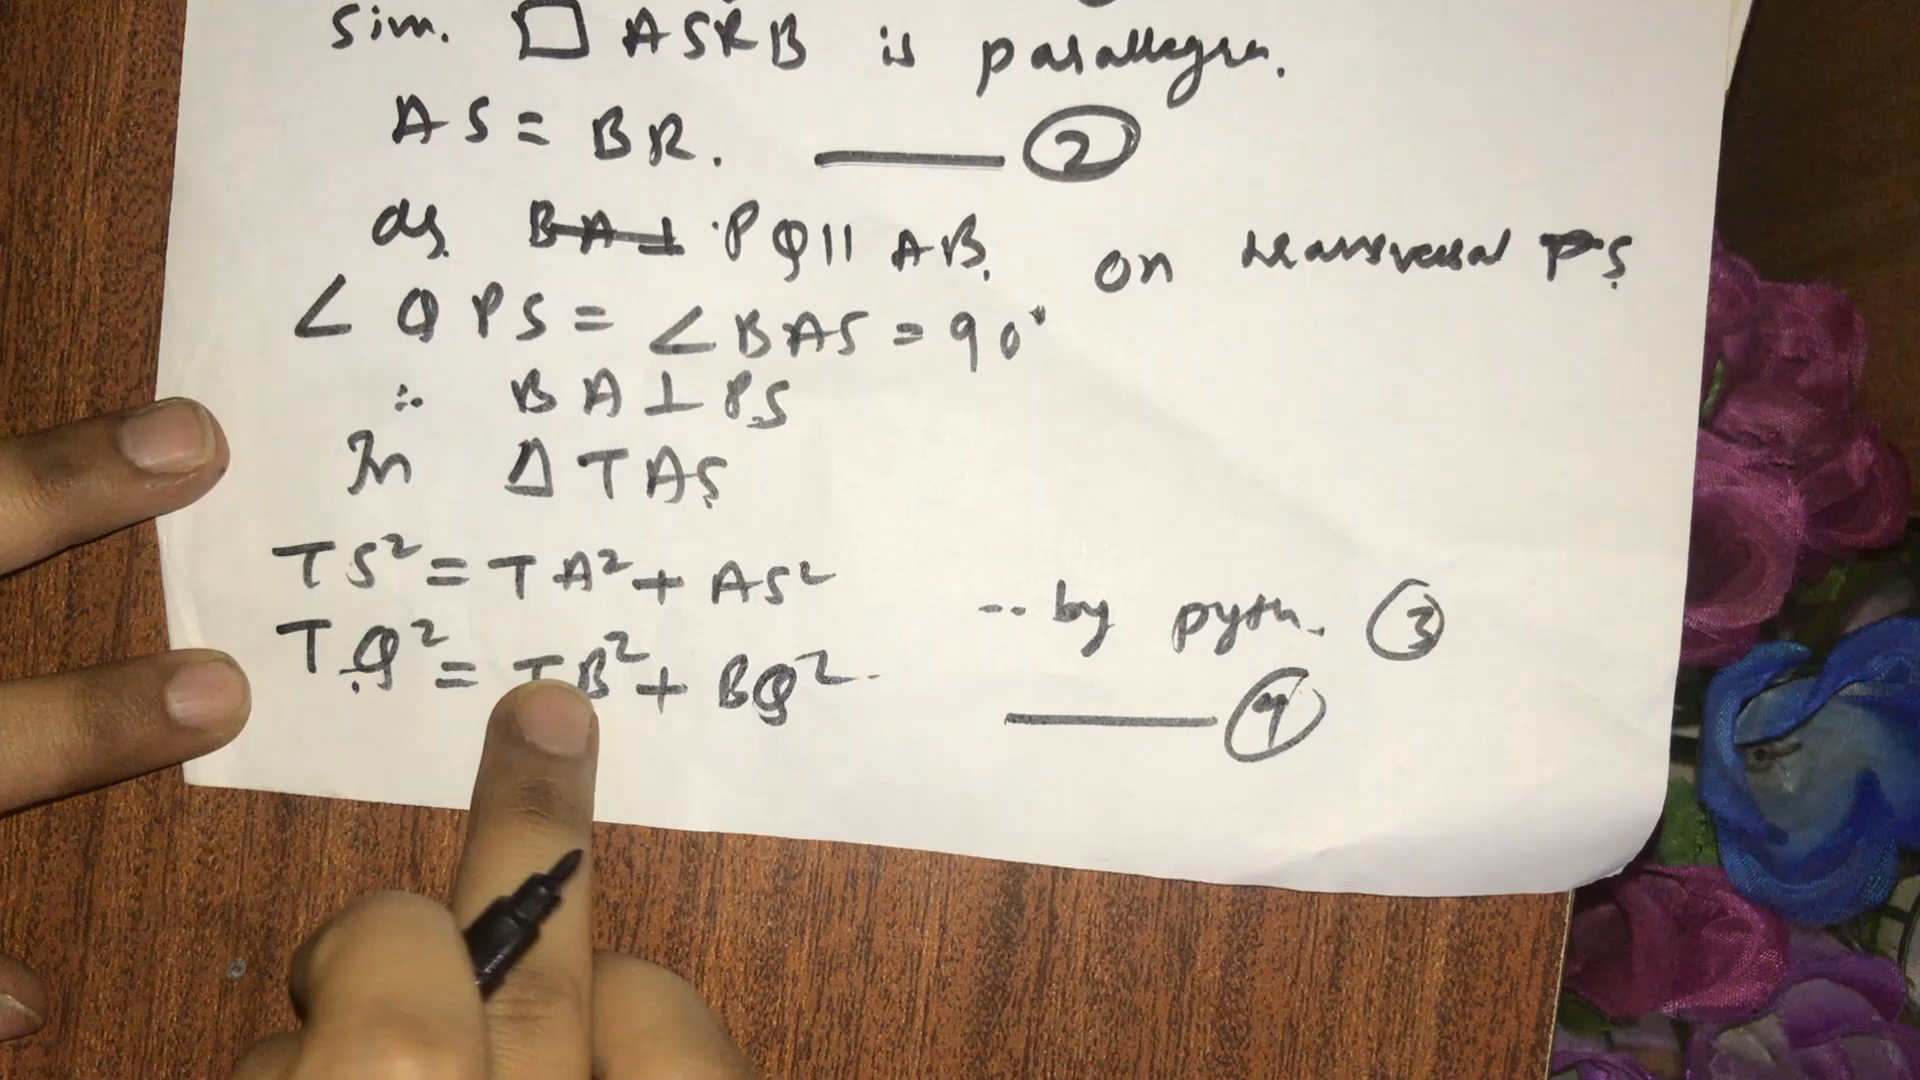 Sim. □ ASRB is parallegm.
AS = BR. ——— ②
as BA⊥ PQ || AB. on transversal PS
∠QPS = ∠BAS = 90°
∴ BA ⊥ PS
In Δ TAS
TS² = TA² + AS² -- by pyth. ③
TQ² = TB² + BQ² ——— ④